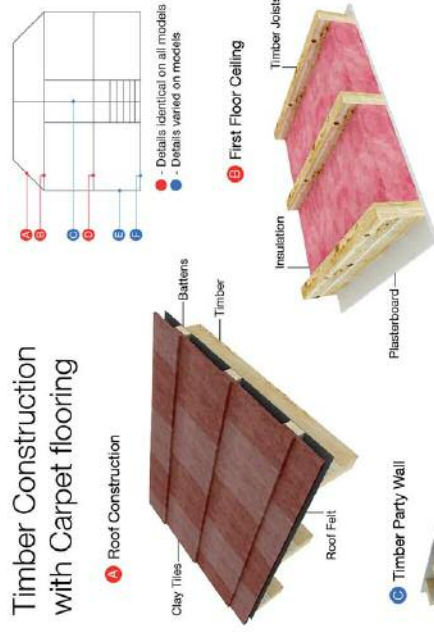 Timber Construction
with Carpet flooring
A
B
C
D
E
F
- Details identical on all models
- Details varied on models
A Roof Construction
Clay Tiles
Battens
Timber
Roof Felt
B First Floor Ceiling
Timber Joists
Insulation
Plasterboard
C Timber Party Wall